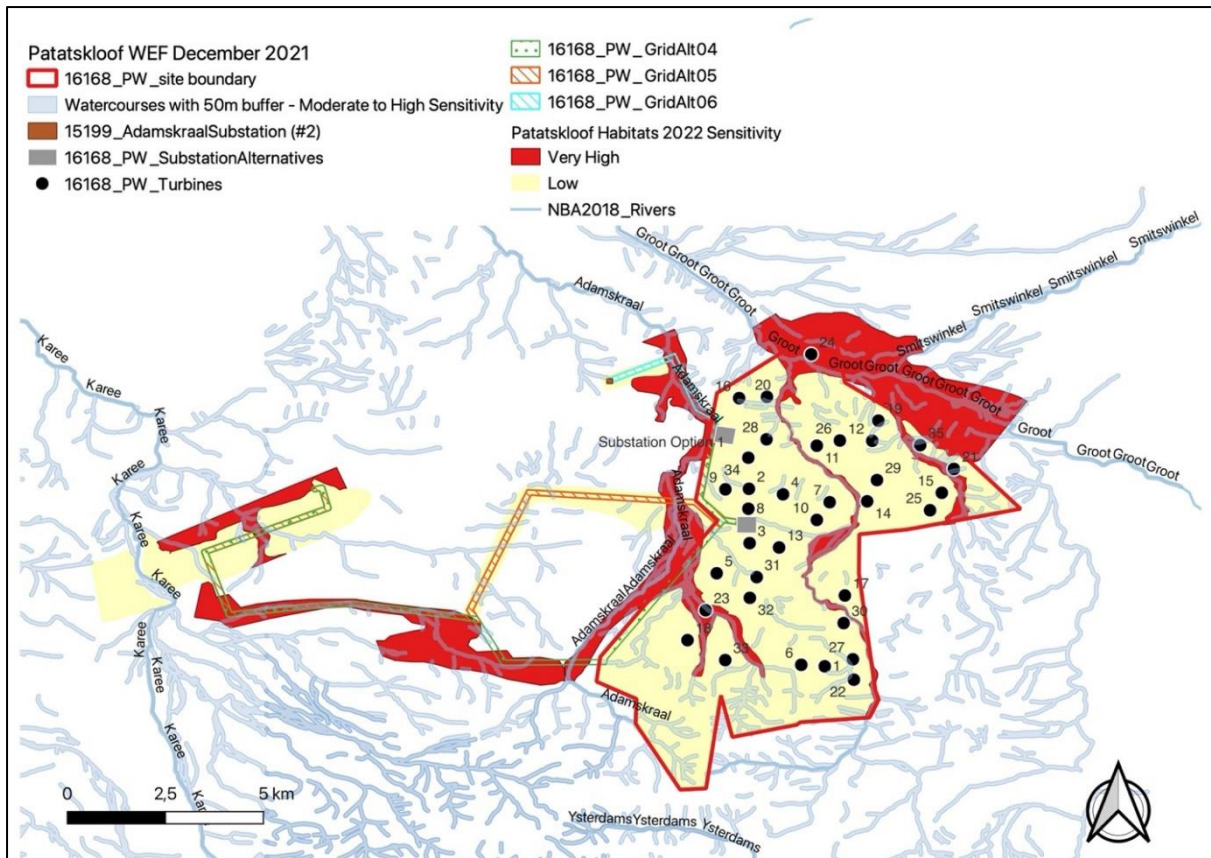 Patatskloof WEF December 2021
16168_PW_site boundary
Watercourses with 50m buffer - Moderate to High Sensitivity
15199_AdamskraalSubstation (#2)
16168_PW_SubstationAlternatives
16168_PW_Turbines
16168_PW_GridAlt04
16168_PW_GridAlt05
16168_PW_GridAlt06
Patatskloof Habitats 2022 Sensitivity
Very High
Low
NBA2018_Rivers
Groot Groot Groot Groot
Smitswinkel Smitswinkel Smitswinkel
Adamskraal
Smitswinkel
24
Groot
Groot Groot Groot Groot Groot
Karee
Karee
Karee
Adamskraal
20
19
Substation Option 1
28
26
12
35
Groot
Groot Groot Groot
11
21
Karee
34
29
9
2
4
7
15
Adamskraal
25
8
10
14
Karee
3
13
Karee
5
31
Adamskraal Adamskraal
17
23
32
30
Karee
18
33
6
27
1
Karee
22
Adamskraal
Karee
0
2,5
5 km
Ysterdams Ysterdams Ysterdams